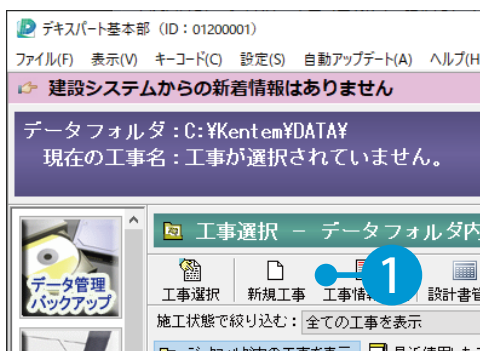 デキスパート基本部 (ID:01200001)
ファイル(F) 表示(V) キーコード(C) 設定(S) 自動アップデート(A) ヘルプ(H
建設システムからの新着情報はありません
データフォルダ:C:¥Kentem¥DATA¥
現在の工事名:工事が選択されていません。
工事選択 − データフォルダ内
データ管理
バックアップ
工事選択 新規工事 工事情 1 設計書管
施工状態で絞り込む: 全ての工事を表示